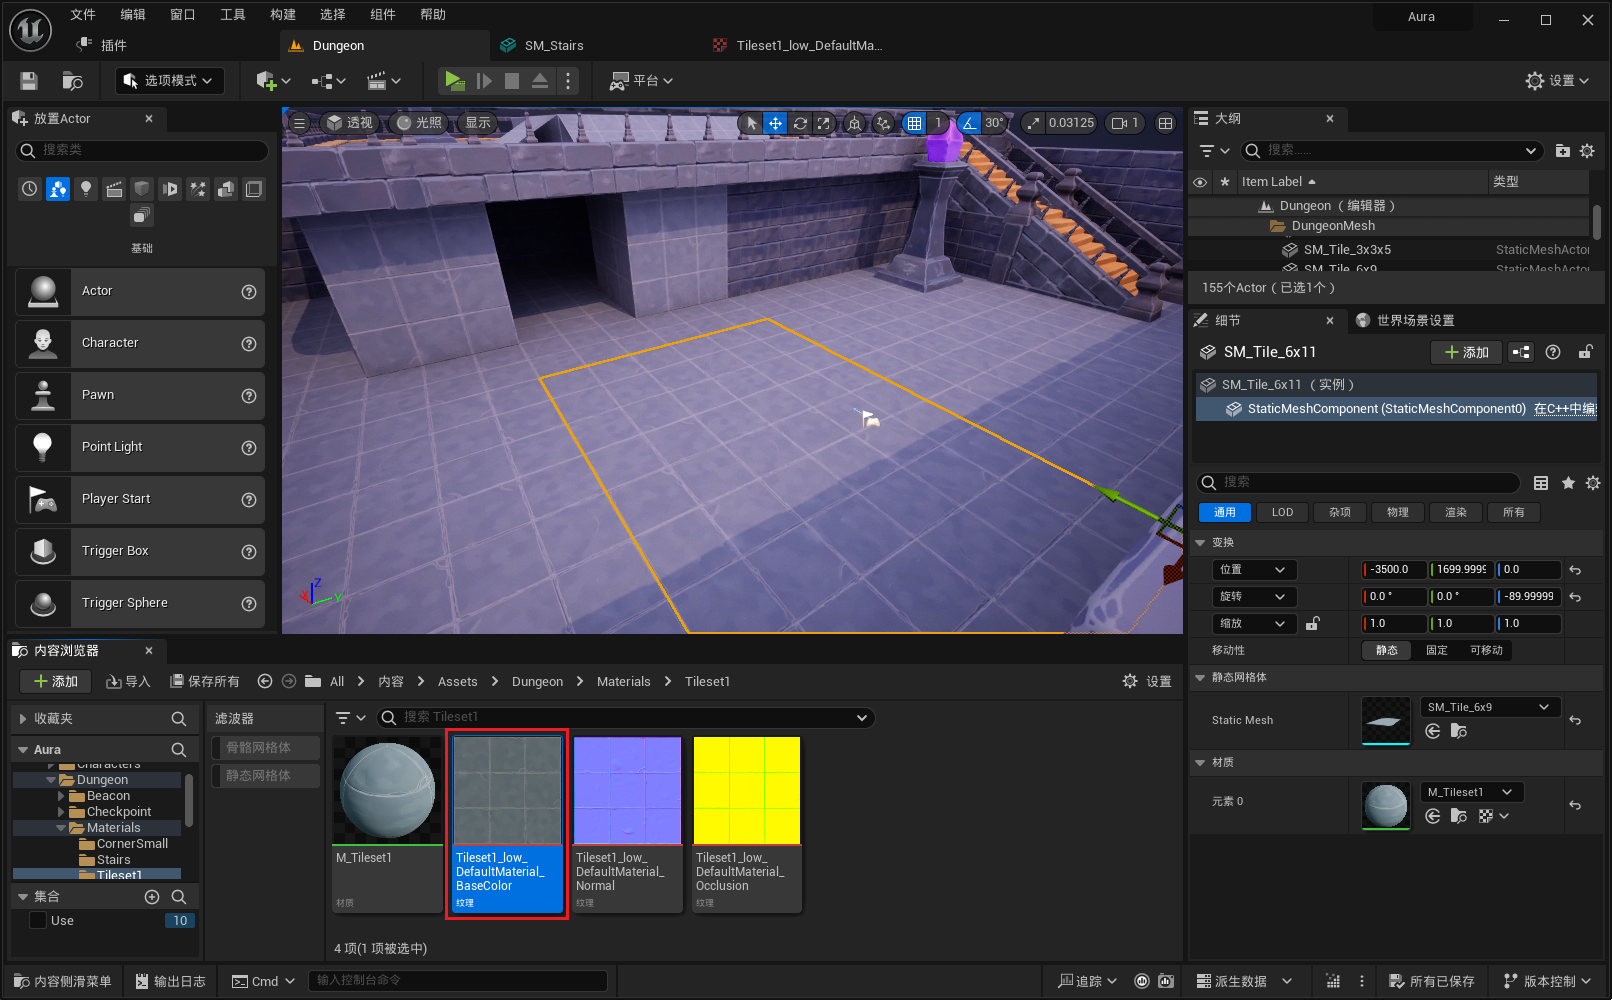 文件
编辑
窗口
工具
构建
选择
组件
帮助
Aura
插件
Dungeon
SM_Stairs
Tileset1_low_DefaultMa...
选项模式
平台
设置
放置Actor
搜索类
基础
Actor
Character
Pawn
Point Light
Player Start
Trigger Box
Trigger Sphere
透视
光照
显示
1
30°
0.03125
1
X
Z
Y
大纲
搜索......
Item Label
类型
Dungeon（编辑器）
DungeonMesh
SM_Tile_3x3x5
StaticMeshActor
SM_Tile_6x9
StaticMeshActor
155个Actor（已选1个）
细节
世界场景设置
SM_Tile_6x11
添加
SM_Tile_6x11（实例）
StaticMeshComponent (StaticMeshComponent0)
在C++中编辑
搜索
通用
LOD
杂项
物理
渲染
所有
变换
位置
-3500.0
1699.9999
0.0
旋转
0.0 °
0.0 °
-89.99999
缩放
1.0
1.0
1.0
移动性
静态
固定
可移动
静态网格体
Static Mesh
SM_Tile_6x9
材质
元素 0
M_Tileset1
内容浏览器
添加
导入
保存所有
All
内容
Assets
Dungeon
Materials
Tileset1
设置
收藏夹
Aura
Characters
Dungeon
Beacon
Checkpoint
Materials
CornerSmall
Stairs
Tileset1
集合
Use
10
滤波器
骨骼网格体
静态网格体
搜索 Tileset1
M_Tileset1
材质
Tileset1_low_
DefaultMaterial_
BaseColor
纹理
Tileset1_low_
DefaultMaterial_
Normal
纹理
Tileset1_low_
DefaultMaterial_
Occlusion
纹理
4 项(1 项被选中)
内容侧滑菜单
输出日志
Cmd
输入控制台命令
追踪
派生数据
所有已保存
版本控制